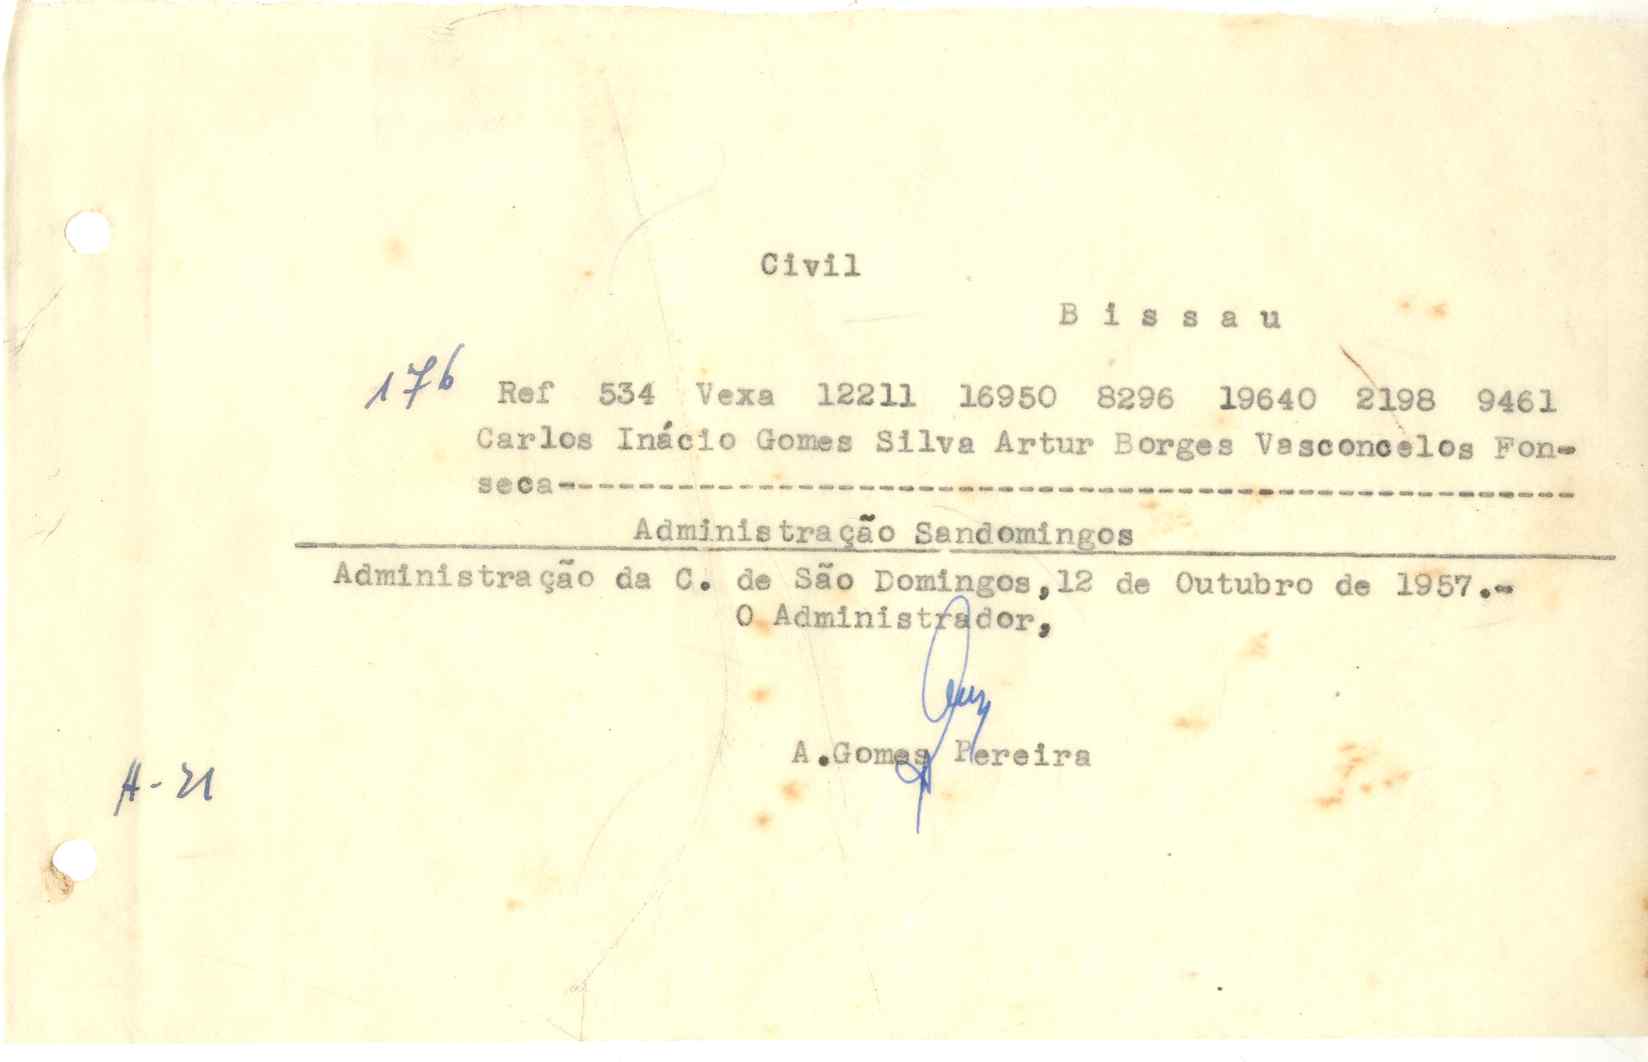 Civil
B i s s a u
176 Ref 534 Vexa 12211 16950 8296 19640 2198 9461
Carlos Inácio Gomes Silva Artur Borges Vasconcelos Fon-
seca-----------------------------------------------------
Administração Sandomingos
Administração da C. de São Domingos,12 de Outubro de 1957.-
O Administrador,
A.Gomes Pereira
A-21